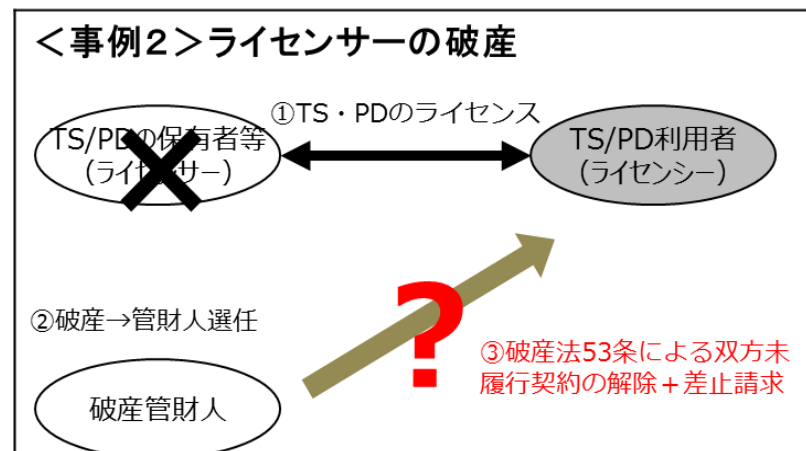 ＜事例２＞ライセンサーの破産
①TS・PDのライセンス
TS/PDの保有者等
（ライセンサー）
TS/PD利用者
（ライセンシー）
②破産→管財人選任
?
③破産法53条による双方未
履行契約の解除＋差止請求
破産管財人